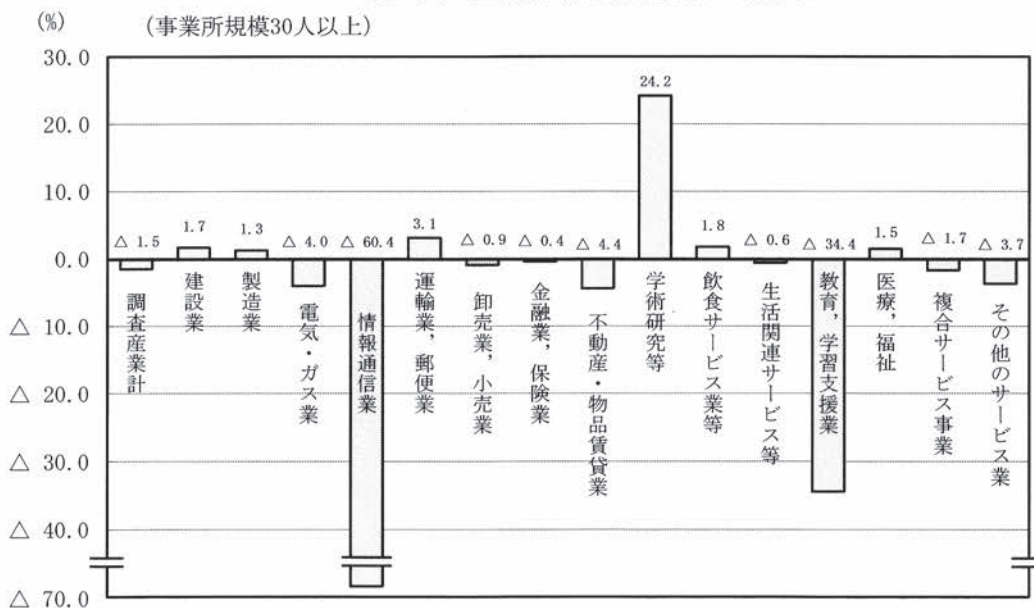 (%)
(事業所規模30人以上)
30.0
20.0
10.0
0.0
△ 10.0
△ 20.0
△ 30.0
△ 40.0
△ 70.0
△ 1.5
1.7
1.3
△ 4.0
△ 60.4
3.1
△ 0.9
△ 0.4
△ 4.4
24.2
1.8
△ 0.6
△ 34.4
1.5
△ 1.7
△ 3.7
調査産業計
建設業
製造業
電気・ガス業
情報通信業
運輸業，郵便業
卸売業，小売業
金融業，保険業
不動産・物品賃貸業
学術研究等
飲食サービス業等
生活関連サービス等
教育，学習支援業
医療，福祉
複合サービス事業
その他のサービス業